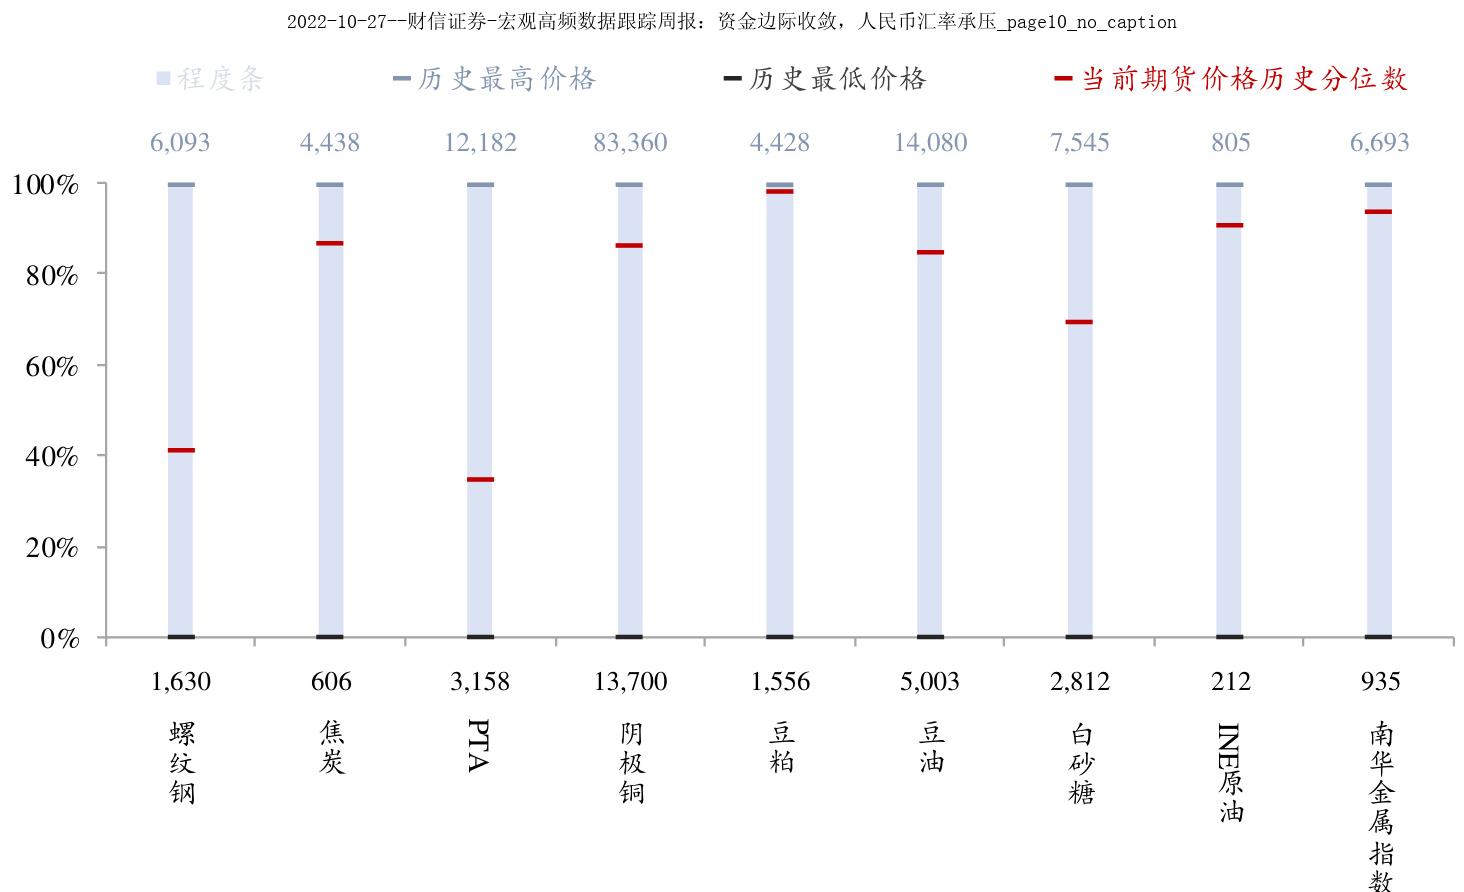 2022-10-27--财信证券-宏观高频数据跟踪周报：资金边际收敛，人民币汇率承压_page10_no_caption
程度条 历史最高价格 历史最低价格 当前期货价格历史分位数
6,093 4,438 12,182 83,360 4,428 14,080 7,545 805 6,693
100%
80%
60%
40%
20%
0%
1,630 606 3,158 13,700 1,556 5,003 2,812 212 935
螺纹钢
焦炭
PTA
阴极铜
豆粕
豆油
白砂糖
INE原油
南华金属指数